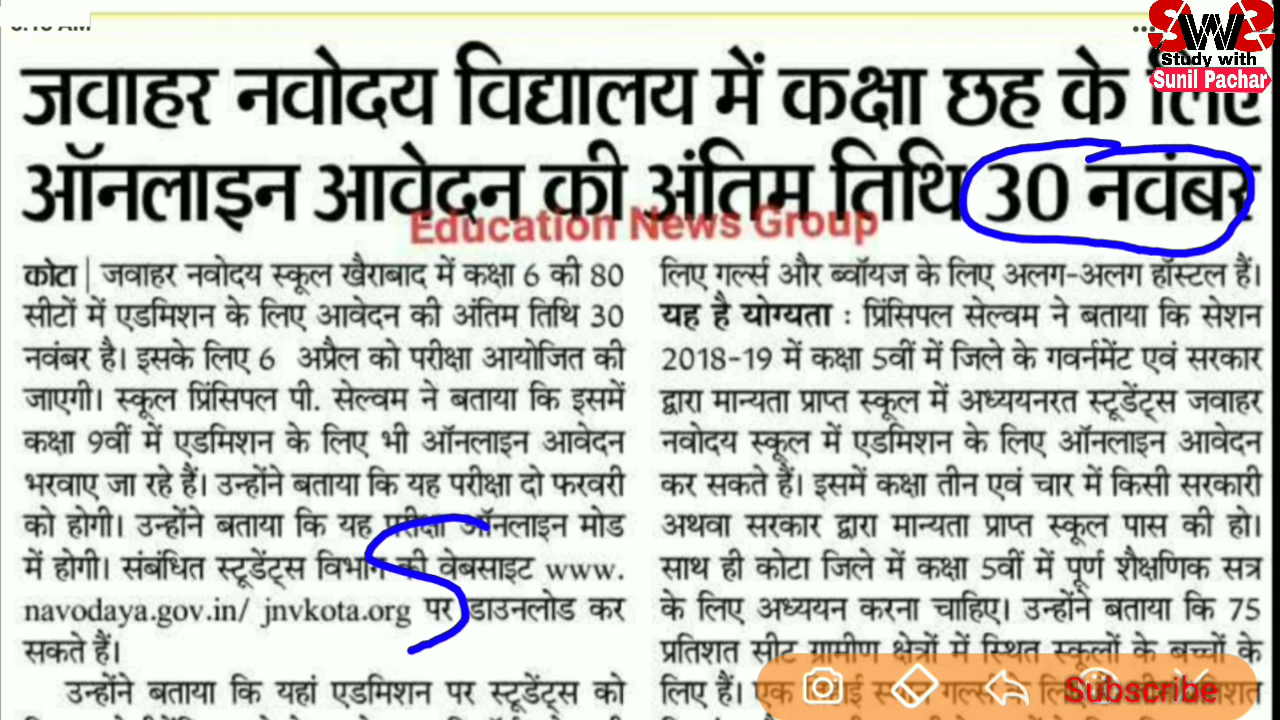 SWS
Study with
Sunil Pachar
जवाहर नवोदय विद्यालय में कक्षा छह के लिए
ऑनलाइन आवेदन की अंतिम तिथि 30 नवंबर
Education News Group
कोटा | जवाहर नवोदय स्कूल खैराबाद में कक्षा 6 की 80
सीटों में एडमिशन के लिए आवेदन की अंतिम तिथि 30
नवंबर है। इसके लिए 6 अप्रैल को परीक्षा आयोजित की
जाएगी। स्कूल प्रिंसिपल पी. सेल्वम ने बताया कि इसमें
कक्षा 9वीं में एडमिशन के लिए भी ऑनलाइन आवेदन
भरवाए जा रहे हैं। उन्होंने बताया कि यह परीक्षा दो फरवरी
को होगी। उन्होंने बताया कि यह परीक्षा ऑनलाइन मोड
में होगी। संबंधित स्टूडेंट्स विभाग की वेबसाइट www.
navodaya.gov.in/ jnvkota.org पर डाउनलोड कर
सकते हैं।
उन्होंने बताया कि यहां एडमिशन पर स्टूडेंट्स को
लिए गर्ल्स और ब्वॉयज के लिए अलग-अलग हॉस्टल हैं।
यह है योग्यता : प्रिंसिपल सेल्वम ने बताया कि सेशन
2018-19 में कक्षा 5वीं में जिले के गवर्नमेंट एवं सरकार
द्वारा मान्यता प्राप्त स्कूल में अध्ययनरत स्टूडेंट्स जवाहर
नवोदय स्कूल में एडमिशन के लिए ऑनलाइन आवेदन
कर सकते हैं। इसमें कक्षा तीन एवं चार में किसी सरकारी
अथवा सरकार द्वारा मान्यता प्राप्त स्कूल पास की हो।
साथ ही कोटा जिले में कक्षा 5वीं में पूर्ण शैक्षणिक सत्र
के लिए अध्ययन करना चाहिए। उन्होंने बताया कि 75
प्रतिशत सीट ग्रामीण क्षेत्रों में स्थित स्कूलों के बच्चों के
लिए हैं। एक
Subscribe